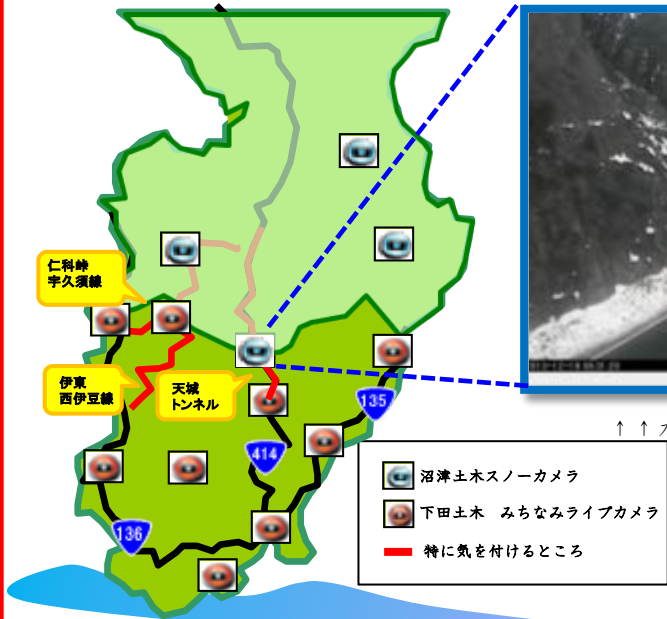 仁科峠
宇久須線
伊東
西伊豆線
天城
トンネル
135
414
136
↑ ↑
沼津土木スノーカメラ
下田土木 みちなみライブカメラ
特に気を付けるところ